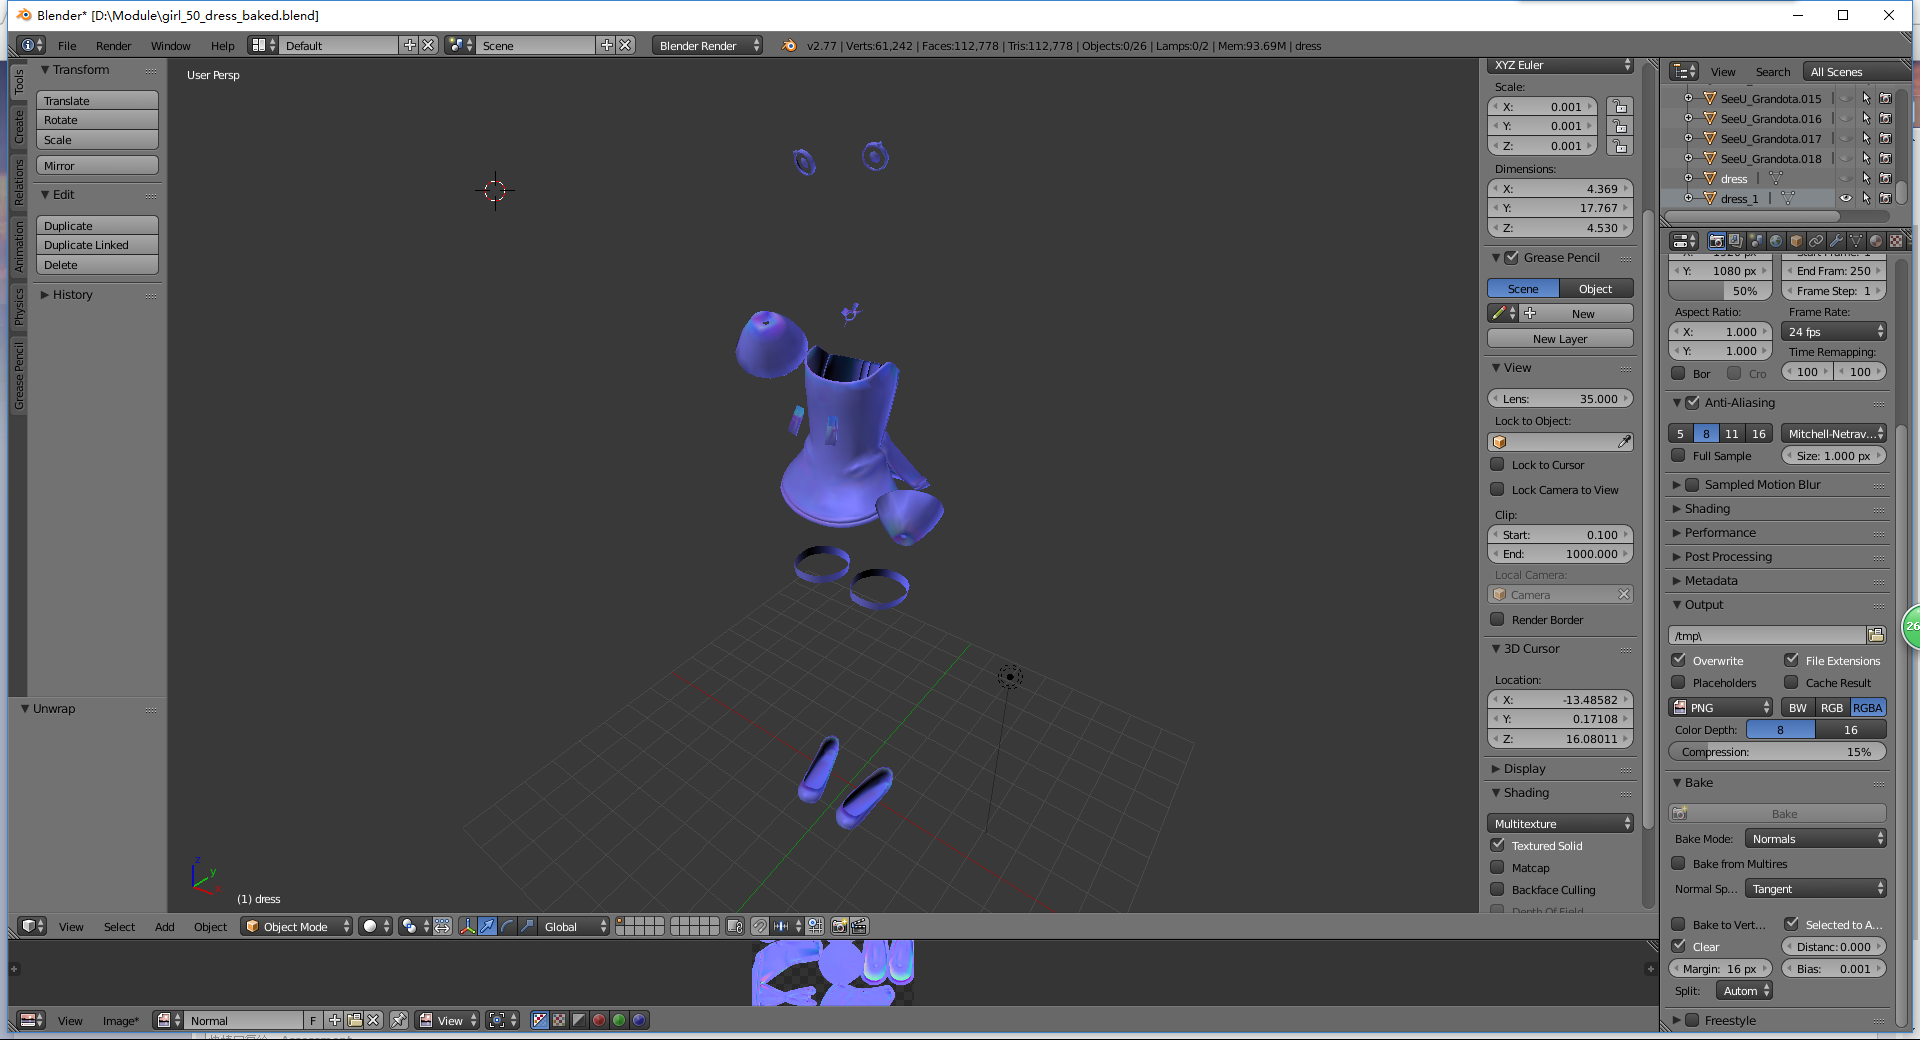 Blender* [D:\Module\girl_50_dress_baked.blend]
File Render Window Help Default Scene Blender Render v2.77 | Verts:61,242 | Faces:112,778 | Tris:112,778 | Objects:0/26 | Lamps:0/2 | Mem:93.69M | dress
Tools
Create
Relations
Animation
Physics
Grease Pencil
Transform
Translate
Rotate
Scale
Mirror
Edit
Duplicate
Duplicate Linked
Delete
History
Unwrap
User Persp
z
y
x
(1) dress
XYZ Euler
Scale:
X: 0.001
Y: 0.001
Z: 0.001
Dimensions:
X: 4.369
Y: 17.767
Z: 4.530
Grease Pencil
Scene Object
New
New Layer
View
Lens: 35.000
Lock to Object:
Lock to Cursor
Lock Camera to View
Clip:
Start: 0.100
End: 1000.000
Local Camera:
Camera
Render Border
3D Cursor
Location:
X: -13.48582
Y: 0.17108
Z: 16.08011
Display
Shading
Multitexture
Textured Solid
Matcap
Backface Culling
Depth Of Field
View Search All Scenes
SeeU_Grandota.015
SeeU_Grandota.016
SeeU_Grandota.017
SeeU_Grandota.018
dress
dress_1
X: 1920 px Start Frame: 1
Y: 1080 px End Fram: 250
50% Frame Step: 1
Aspect Ratio: Frame Rate:
X: 1.000 24 fps
Y: 1.000 Time Remapping:
Bor Cro 100 100
Anti-Aliasing
5 8 11 16 Mitchell-Netrav...
Full Sample Size: 1.000 px
Sampled Motion Blur
Shading
Performance
Post Processing
Metadata
Output
/tmp\
Overwrite File Extensions
Placeholders Cache Result
PNG BW RGB RGBA
Color Depth: 8 16
Compression: 15%
Bake
Bake
Bake Mode: Normals
Bake from Multires
Normal Sp... Tangent
Bake to Vert... Selected to A...
Clear Distanc: 0.000
Margin: 16 px Bias: 0.001
Split: Autom
Freestyle
26
View Select Add Object Object Mode Global
View Image* Normal F View